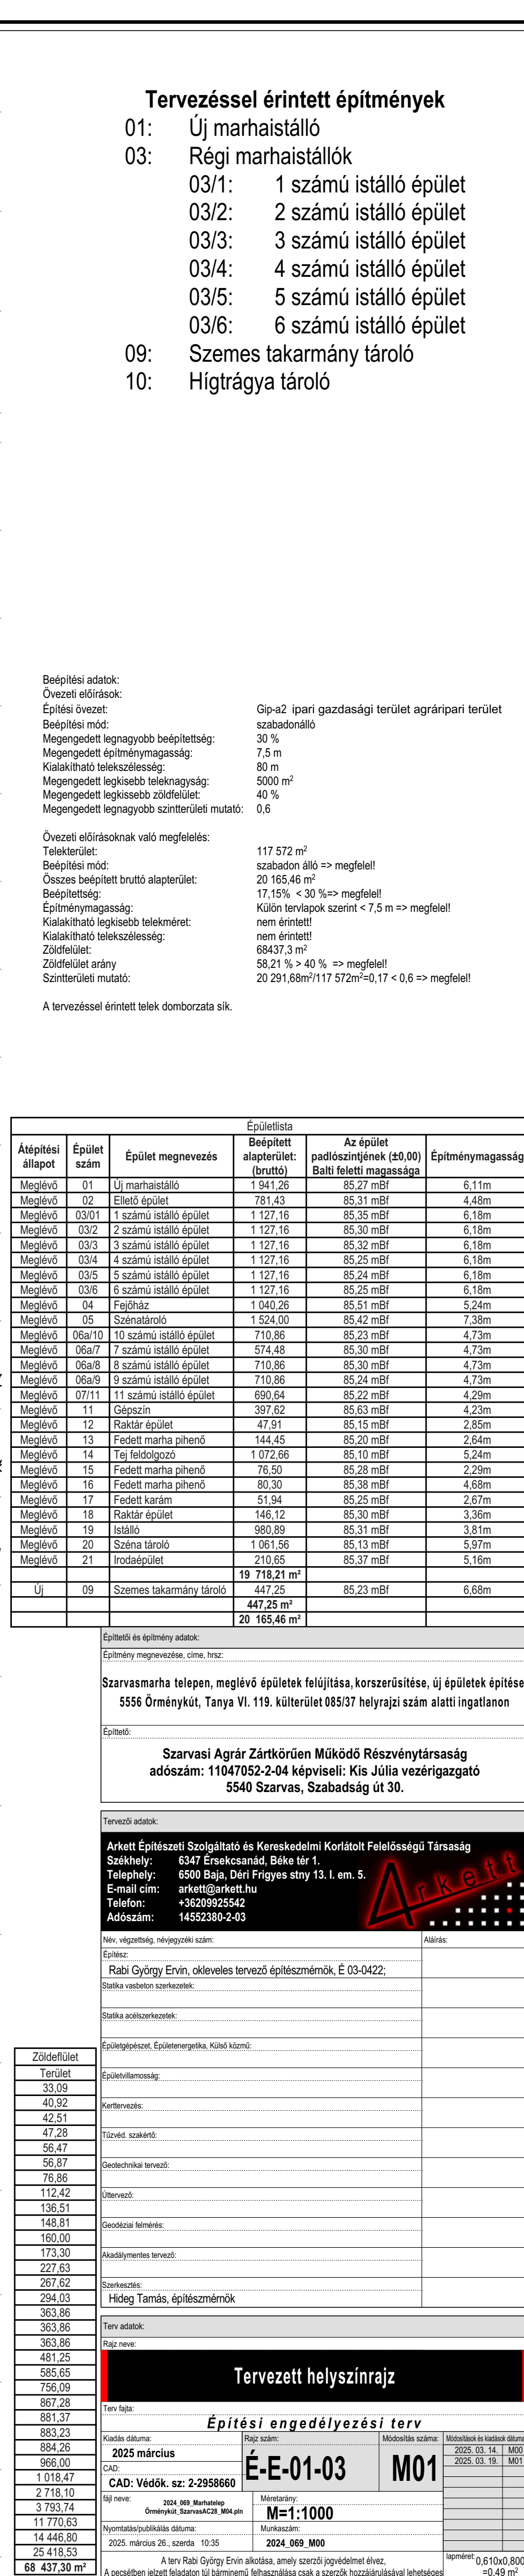 Tervezéssel érintett építmények
01: Új marhaistálló
03: Régi marhaistállók
03/1: 1 számú istálló épület
03/2: 2 számú istálló épület
03/3: 3 számú istálló épület
03/4: 4 számú istálló épület
03/5: 5 számú istálló épület
03/6: 6 számú istálló épület
09: Szemes takarmány tároló
10: Hígtrágya tároló
Beépítési adatok:
Övezeti előírások:
Építési övezet: Gip-a2 ipari gazdasági terület agráripari terület
Beépítési mód: szabadonálló
Megengedett legnagyobb beépítettség: 30 %
Megengedett építménymagasság: 7,5 m
Kialakítható telekszélesség: 80 m
Megengedett legkisebb teleknagyság: 5000 m²
Megengedett legkissebb zöldfelület: 40 %
Megengedett legnagyobb szintterületi mutató: 0,6
Övezeti előírásoknak való megfelelés:
Telekterület: 117 572 m²
Beépítési mód: szabadon álló => megfelel!
Összes beépített bruttó alapterület: 20 165,46 m²
Beépítettség: 17,15% < 30 %=> megfelel!
Építménymagasság: Külön tervlapok szerint < 7,5 m => megfelel!
Kialakítható legkisebb telekméret: nem érintett!
Kialakítható telekszélesség: nem érintett!
Zöldfelület: 68437,3 m²
Zöldfelület arány 58,21 % > 40 % => megfelel!
Szintterületi mutató: 20 291,68m²/117 572m²=0,17 < 0,6 => megfelel!
A tervezéssel érintett telek domborzata sík.
Épületlista
Átépítési állapot Épület szám Épület megnevezés Beépített alapterület: (bruttó) Az épület padlószintjének (±0,00) Balti feletti magassága Építménymagasság
Meglévő 01 Új marhaistálló 1 941,26 85,27 mBf 6,11m
Meglévő 02 Ellető épület 781,43 85,31 mBf 4,48m
Meglévő 03/01 1 számú istálló épület 1 127,16 85,35 mBf 6,18m
Meglévő 03/2 2 számú istálló épület 1 127,16 85,30 mBf 6,18m
Meglévő 03/3 3 számú istálló épület 1 127,16 85,32 mBf 6,18m
Meglévő 03/4 4 számú istálló épület 1 127,16 85,25 mBf 6,18m
Meglévő 03/5 5 számú istálló épület 1 127,16 85,24 mBf 6,18m
Meglévő 03/6 6 számú istálló épület 1 127,16 85,25 mBf 6,18m
Meglévő 04 Fejőház 1 040,26 85,51 mBf 5,24m
Meglévő 05 Szénatároló 1 524,00 85,42 mBf 7,38m
Meglévő 06a/10 10 számú istálló épület 710,86 85,23 mBf 4,73m
Meglévő 06a/7 7 számú istálló épület 574,48 85,30 mBf 4,73m
Meglévő 06a/8 8 számú istálló épület 710,86 85,30 mBf 4,73m
Meglévő 06a/9 9 számú istálló épület 710,86 85,24 mBf 4,73m
Meglévő 07/11 11 számú istálló épület 690,64 85,22 mBf 4,29m
Meglévő 11 Gépszín 397,62 85,63 mBf 4,23m
Meglévő 12 Raktár épület 47,91 85,15 mBf 2,85m
Meglévő 13 Fedett marha pihenő 144,45 85,20 mBf 2,64m
Meglévő 14 Tej feldolgozó 1 072,66 85,10 mBf 5,24m
Meglévő 15 Fedett marha pihenő 76,50 85,28 mBf 2,29m
Meglévő 16 Fedett marha pihenő 80,30 85,38 mBf 4,68m
Meglévő 17 Fedett karám 51,94 85,25 mBf 2,67m
Meglévő 18 Raktár épület 146,12 85,30 mBf 3,36m
Meglévő 19 Istálló 980,89 85,31 mBf 3,81m
Meglévő 20 Széna tároló 1 061,56 85,13 mBf 5,97m
Meglévő 21 Irodaépület 210,65 85,37 mBf 5,16m
19 718,21 m²
Új 09 Szemes takarmány tároló 447,25 85,23 mBf 6,68m
447,25 m²
20 165,46 m²
Építtetői és építmény adatok:
Építmény megnevezése, címe, hrsz:
Szarvasmarha telepen, meglévő épületek felújítása, korszerűsítése, új épületek építése
5556 Örménykút, Tanya VI. 119. külterület 085/37 helyrajzi szám alatti ingatlanon
Építtető:
Szarvasi Agrár Zártkörűen Működő Részvénytársaság
adószám: 11047052-2-04 képviseli: Kis Júlia vezérigazgató
5540 Szarvas, Szabadság út 30.
Tervezői adatok:
Arkett Építészeti Szolgáltató és Kereskedelmi Korlátolt Felelősségű Társaság
Székhely: 6347 Érsekcsanád, Béke tér 1.
Telephely: 6500 Baja, Déri Frigyes stny 13. I. em. 5.
E-mail cím: arkett@arkett.hu
Telefon: +36209925542
Adószám: 14552380-2-03
Arkett
Név, végzettség, névjegyzéki szám: Aláírás:
Építész:
Rabi György Ervin, okleveles tervező építészmérnök, É 03-0422;
Statika vasbeton szerkezetek:
Statika acélszerkezetek:
Épületgépészet, Épületenergetika, Külső közmű:
Épületvillamosság:
Kerttervezés:
Tűzvéd. szakértő:
Geotechnikai tervező:
Úttervező:
Geodéziai felmérés:
Akadálymentes tervező:
Szerkesztés:
Hideg Tamás, építészmérnök
Zöldeflület
Terület
33,09
40,92
42,51
47,28
56,47
56,87
76,86
112,42
136,51
148,81
160,00
173,30
227,63
267,62
294,03
363,86
363,86
363,86
481,25
585,65
756,09
867,28
881,37
883,23
884,26
966,00
1 018,47
2 718,10
3 793,74
11 770,63
14 446,80
25 418,53
68 437,30 m²
Terv adatok:
Rajz neve:
Tervezett helyszínrajz
Terv fajta:
Építési engedélyezési terv
Kiadás dátuma: Rajz szám: Módosítás száma: Módosítások és kiadások dátuma
2025 március É-E-01-03 M01
2025. 03. 14. M00
2025. 03. 19. M01
CAD:
CAD: Védők. sz: 2-2958660
fájl neve: 2024_069_Marhatelep
Örménykút_SzarvasAC28_M04.pln
Méretarány:
M=1:1000
Nyomtatás/publikálás dátuma: Munkaszám:
2025. március 26., szerda 10:35 2024_069_M00
A terv Rabi György Ervin alkotása, amely szerzői jogvédelmet élvez,
A pecsétben jelzett feladaton túl bárminemű felhasználása csak a szerzők hozzájárulásával lehetséges
lapméret: 0,610x0,800
=0,49 m²